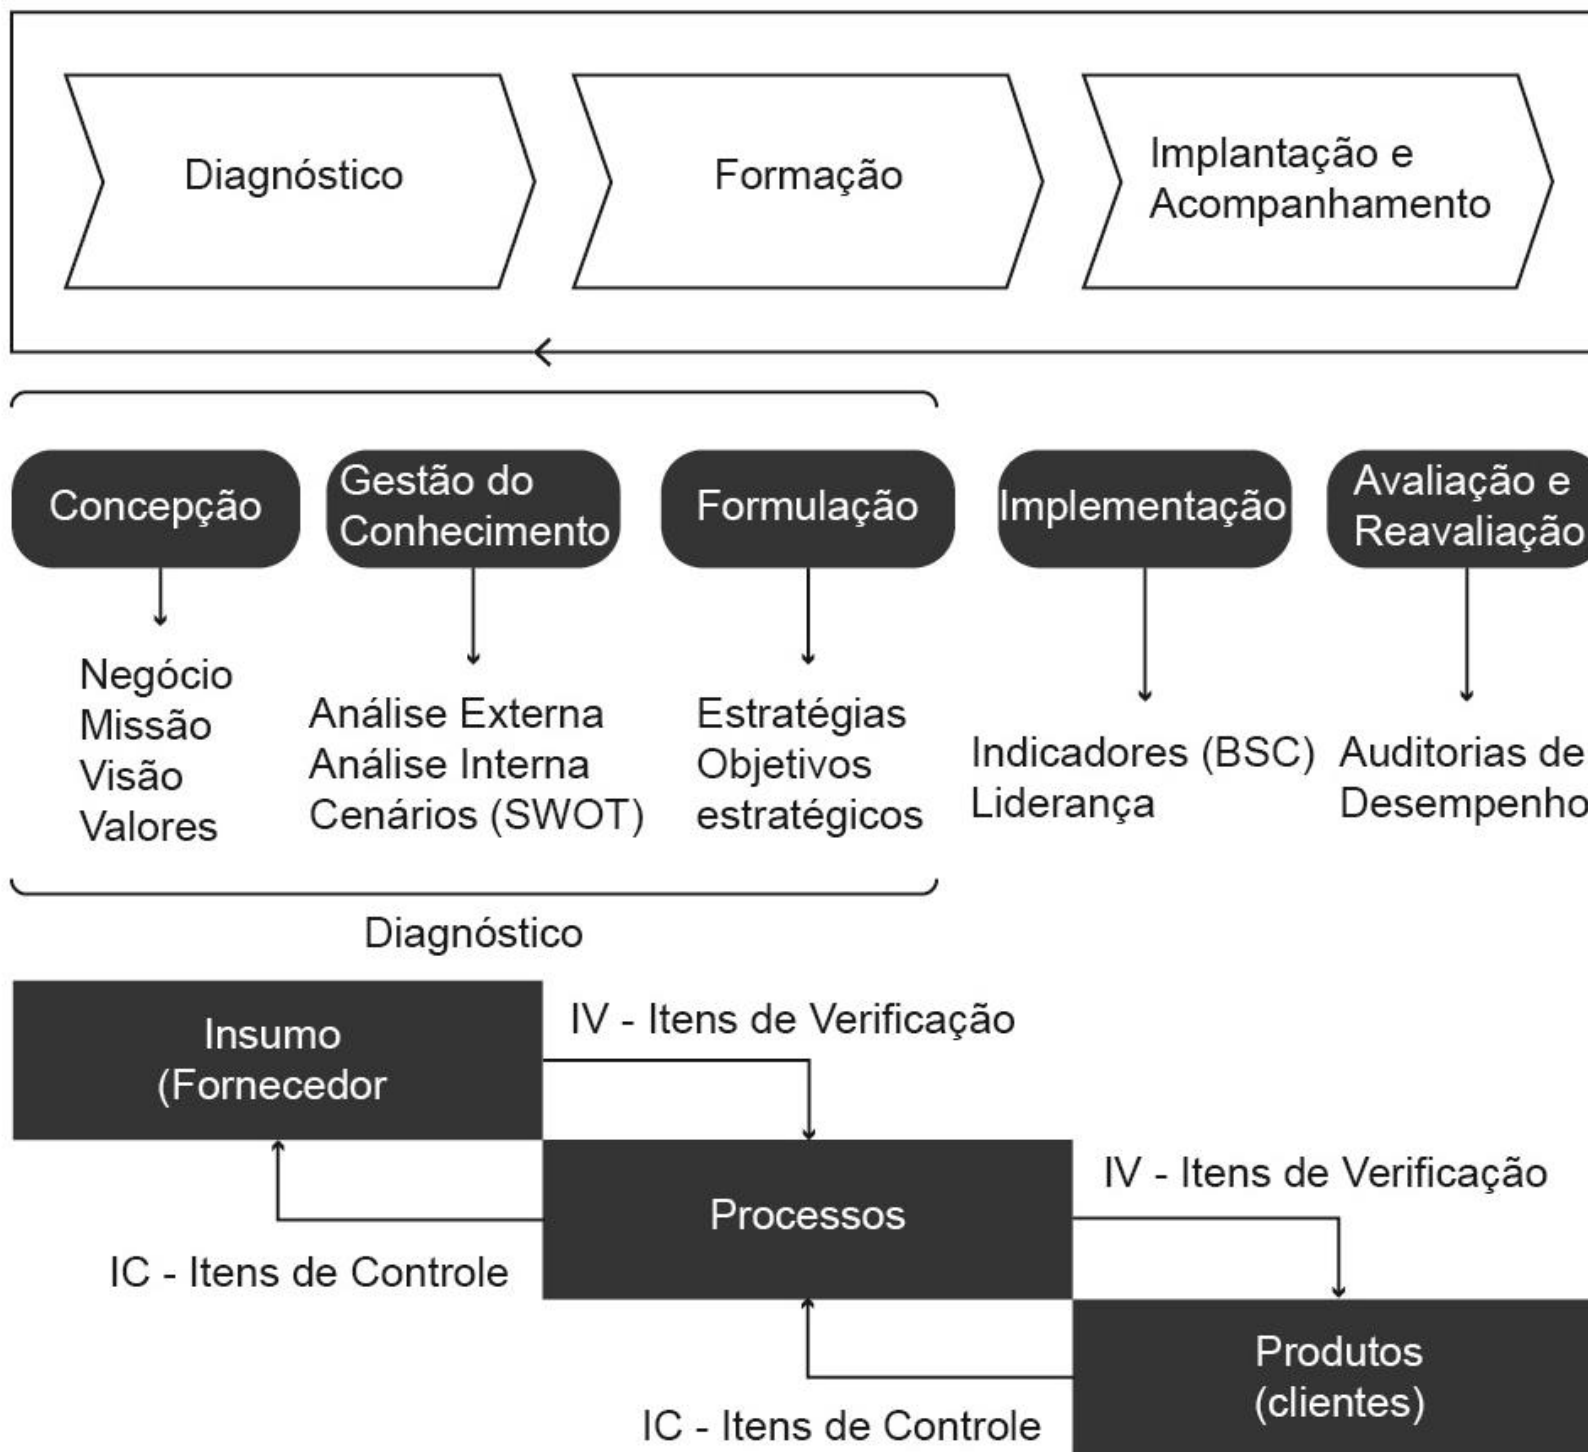 Diagnóstico
Formação
Implantação e
Acompanhamento
Concepção
Gestão do
Conhecimento
Formulação
Implementação
Avaliação e
Reavaliação
Negócio
Missão
Visão
Valores
Análise Externa
Análise Interna
Cenários (SWOT)
Estratégias
Objetivos
estratégicos
Indicadores (BSC)
Liderança
Auditorias de
Desempenho
Diagnóstico
Insumo
(Fornecedor
IV - Itens de Verificação
Processos
IV - Itens de Verificação
IC - Itens de Controle
Produtos
(clientes)
IC - Itens de Controle